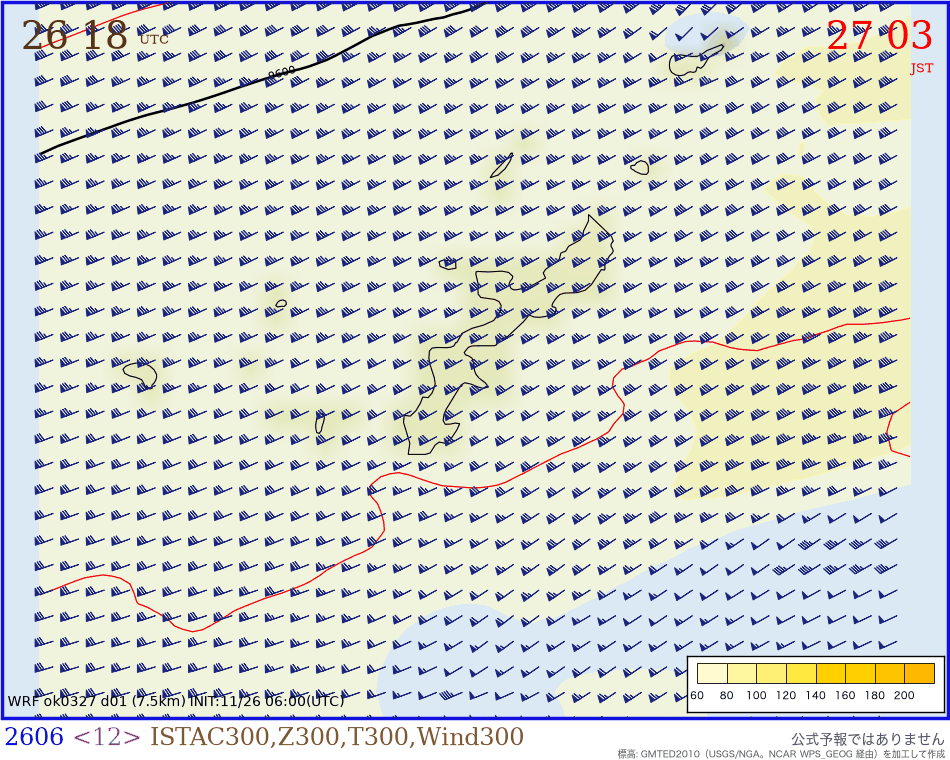 26 18 UTC
27 03
JST
9600
60 80 100 120 140 160 180 200
WRF ok0327 d01 (7.5km) INIT:11/26 06:00(UTC)
2606 <12> ISTAC300,Z300,T300,Wind300
公式予報ではありません
標高: GMTED2010（USGS/NGA。NCAR WPS_GEOG 経由）を加工して作成